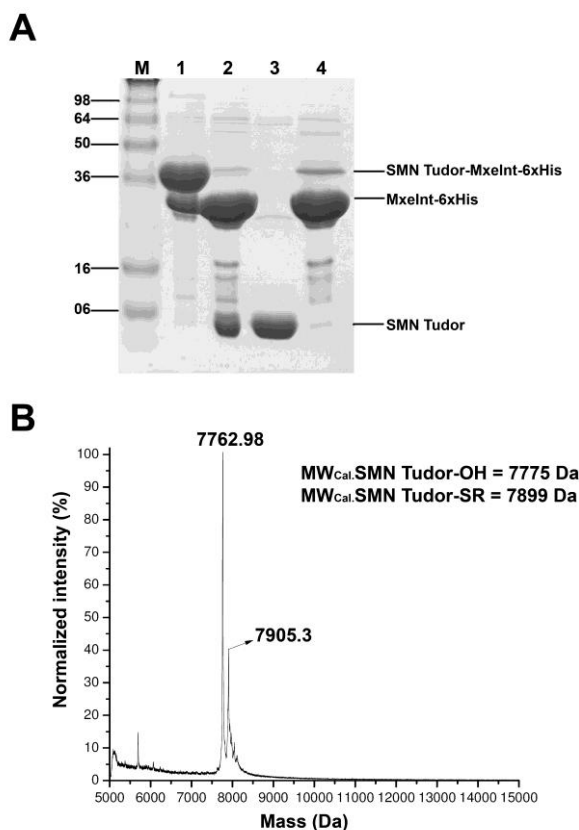 A
M 1 2 3 4
98
64
50
36
16
06
SMN Tudor-MxeInt-6xHis
MxeInt-6xHis
SMN Tudor
B
7762.98
MWCal.SMN Tudor-OH = 7775 Da
MWCal.SMN Tudor-SR = 7899 Da
7905.3
Normalized intensity (%)
100
90
80
70
60
50
40
30
20
10
0
5000 6000 7000 8000 9000 10000 11000 12000 13000 14000 15000
Mass (Da)